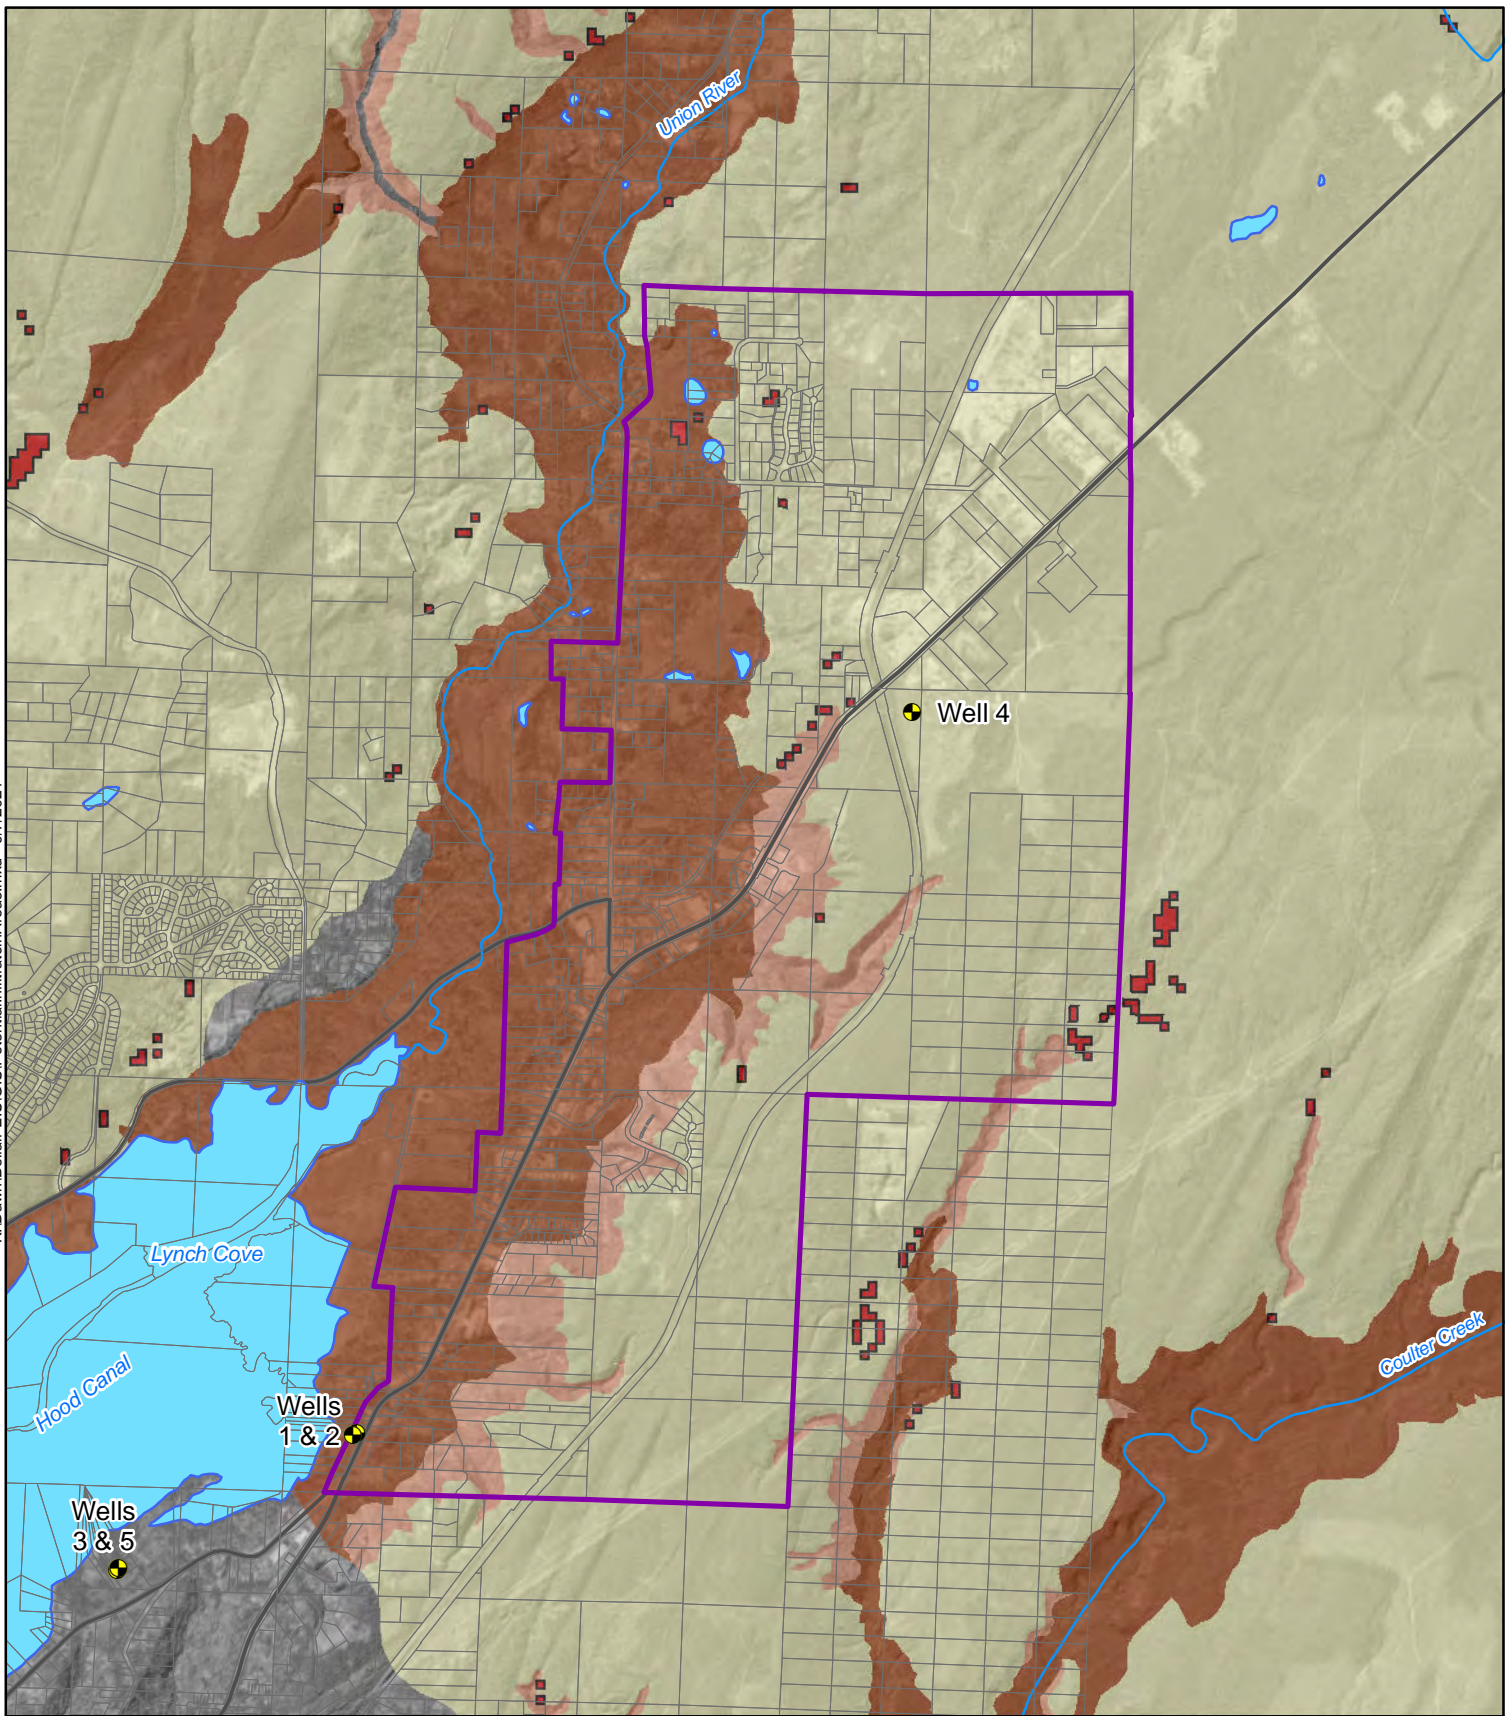 Union River
Well 4
Lynch Cove
Hood Canal
Coulter Creek
Wells
1 & 2
Wells
3 & 5